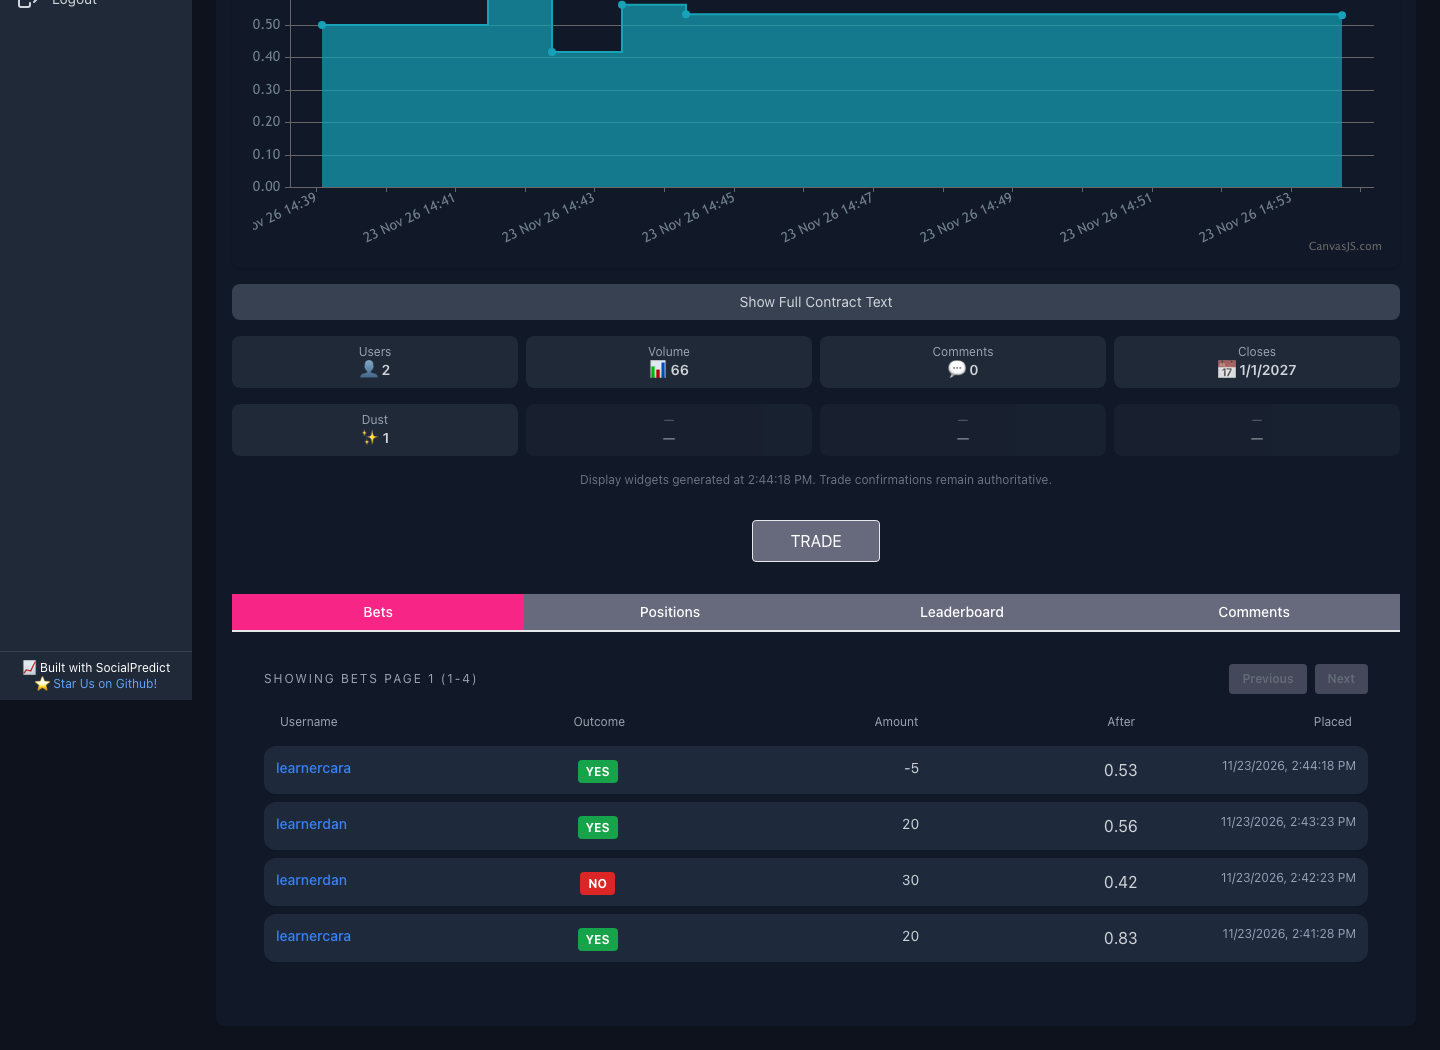 Logout
0.50
0.40
0.30
0.20
0.10
0.00
ov 26 14:39
23 Nov 26 14:41
23 Nov 26 14:43
23 Nov 26 14:45
23 Nov 26 14:47
23 Nov 26 14:49
23 Nov 26 14:51
23 Nov 26 14:53
CanvasJS.com
Show Full Contract Text
Users
👤 2
Volume
📊 66
Comments
💬 0
Closes
📅 1/1/2027
Dust
✨ 1
—
—
—
—
—
—
Display widgets generated at 2:44:18 PM. Trade confirmations remain authoritative.
TRADE
Bets Positions Leaderboard Comments
📈 Built with SocialPredict
⭐ Star Us on Github!
SHOWING BETS PAGE 1 (1-4)
Previous Next
Username Outcome Amount After Placed
learnercara YES -5 0.53 11/23/2026, 2:44:18 PM
learnerdan YES 20 0.56 11/23/2026, 2:43:23 PM
learnerdan NO 30 0.42 11/23/2026, 2:42:23 PM
learnercara YES 20 0.83 11/23/2026, 2:41:28 PM